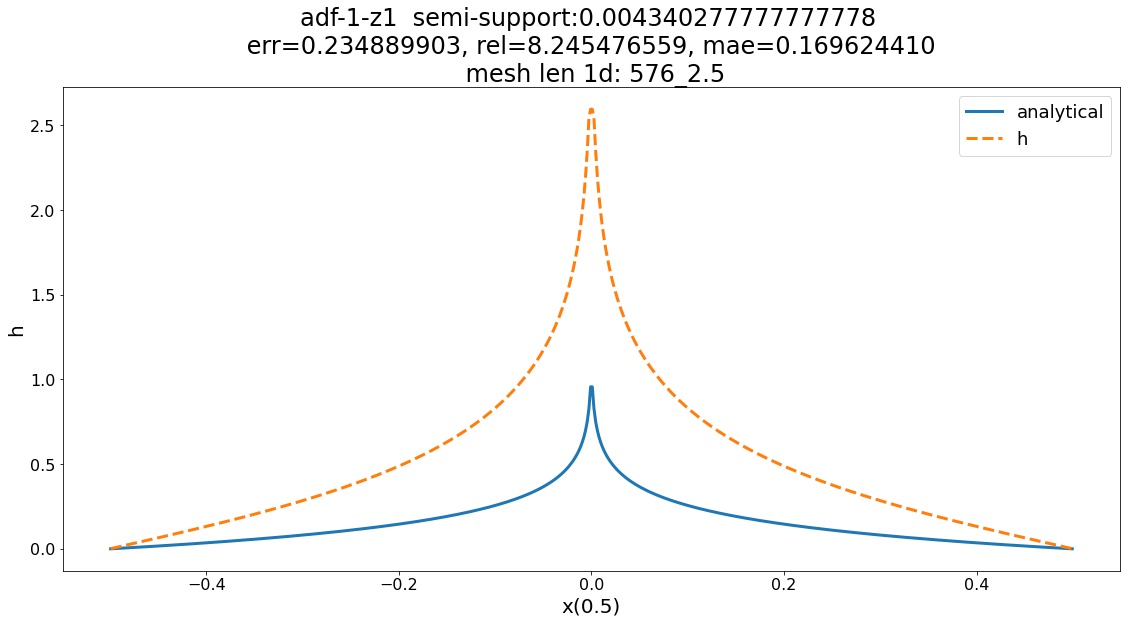 adf-1-z1  semi-support:0.004340277777777778
err=0.234889903, rel=8.245476559, mae=0.169624410
mesh len 1d: 576_2.5
analytical
h
h
2.5
2.0
1.5
1.0
0.5
0.0
−0.4
−0.2
0.0
0.2
0.4
x(0.5)